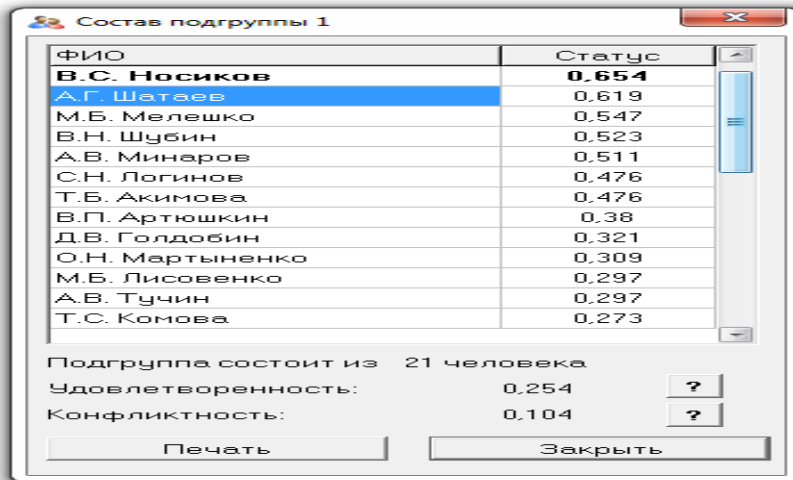 Состав подгруппы 1
ФИО Статус
В.С. Носиков 0,654
А.Г. Шатаев 0,619
М.Б. Мелешко 0,547
В.Н. Шубин 0,523
А.В. Минаров 0,511
С.Н. Логинов 0,476
Т.Б. Акимова 0,476
В.П. Артюшкин 0,38
Д.В. Голдобин 0,321
О.Н. Мартыненко 0,309
М.Б. Лисовенко 0,297
А.В. Тучин 0,297
Т.С. Комова 0,273
Подгруппа состоит из 21 человека
Удовлетворенность: 0,254 ?
Конфликтность: 0,104 ?
Печать Закрыть